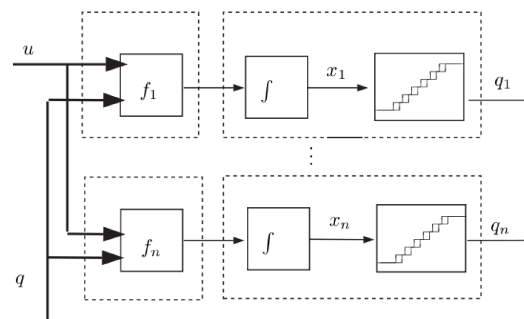 u
f₁
∫
x₁
q₁
⋮
fₙ
∫
xₙ
qₙ
q